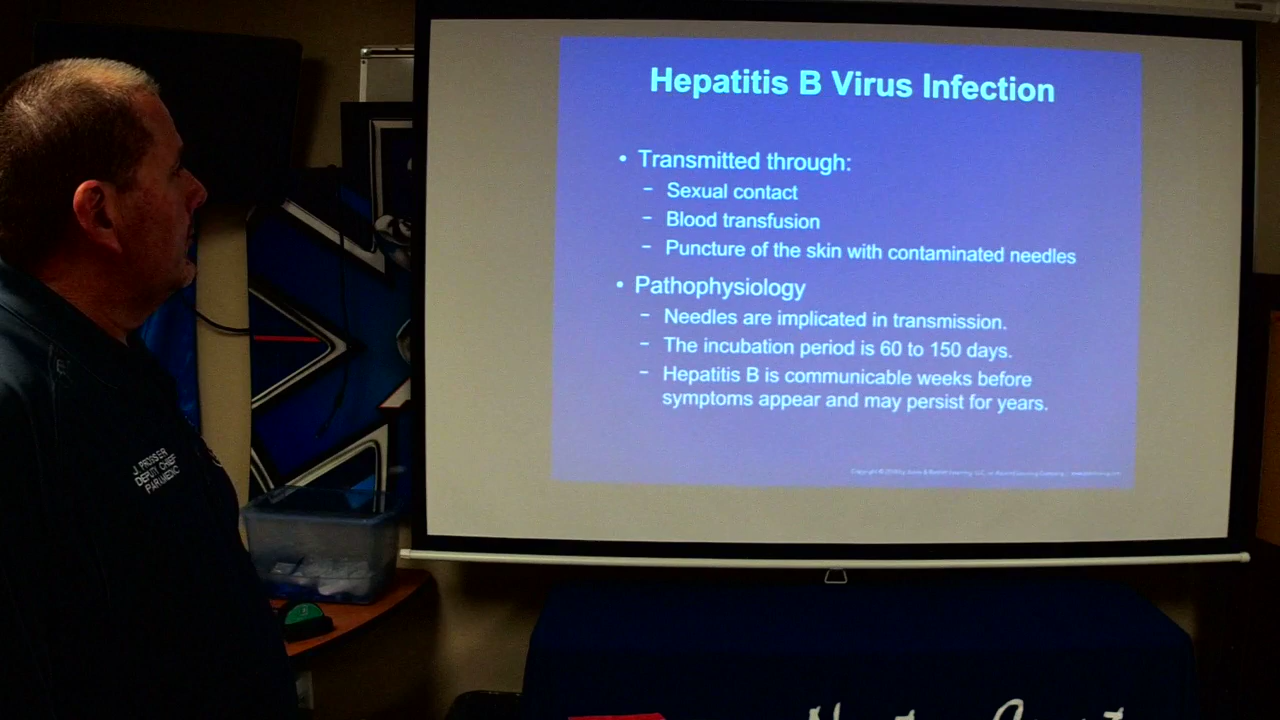 Hepatitis B Virus Infection
• Transmitted through:
– Sexual contact
– Blood transfusion
– Puncture of the skin with contaminated needles
• Pathophysiology
– Needles are implicated in transmission.
– The incubation period is 60 to 150 days.
– Hepatitis B is communicable weeks before
symptoms appear and may persist for years.
J. PROSSER
DEPUTY CHIEF
PARAMEDIC